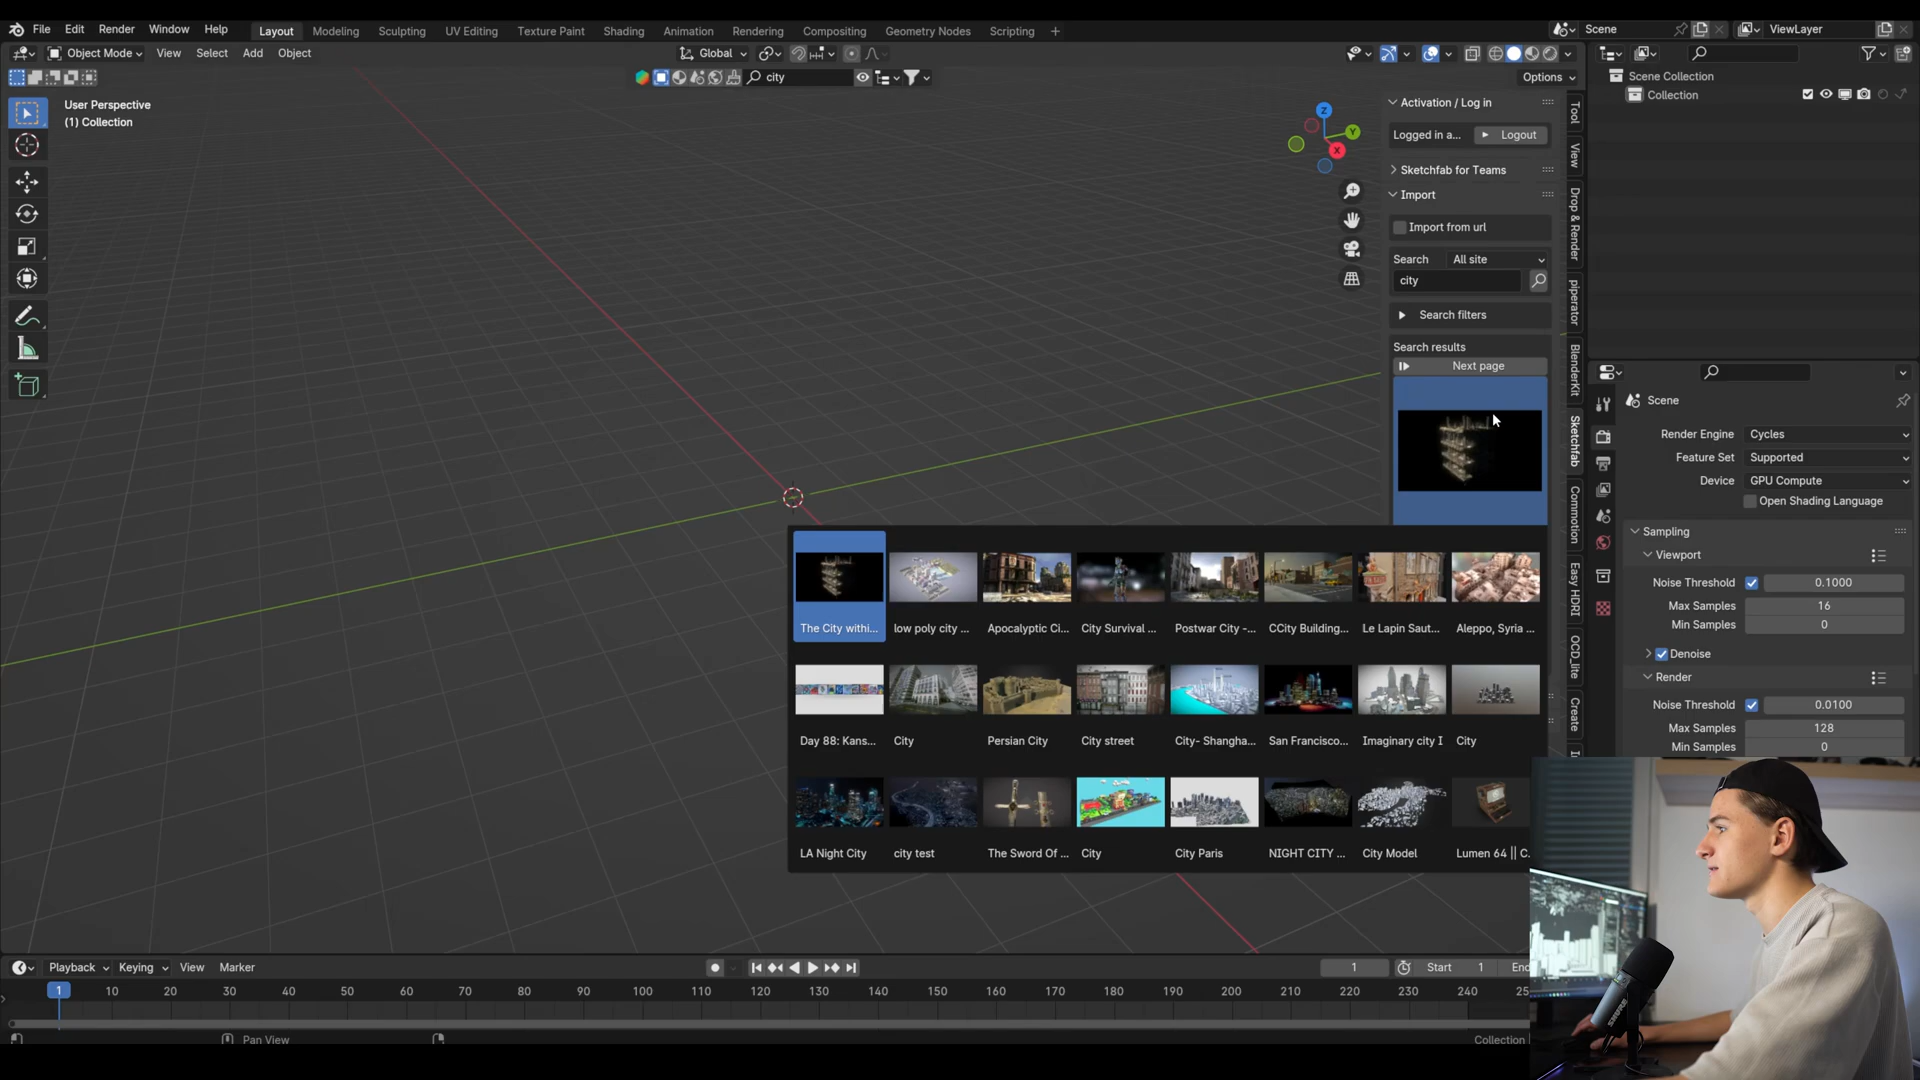 File Edit Render Window Help Layout Modeling Sculpting UV Editing Texture Paint Shading Animation Rendering Compositing Geometry Nodes Scripting + Scene ViewLayer
Object Mode View Select Add Object Global
city Options
User Perspective
(1) Collection
Z
Y
X
Activation / Log in
Logged in a... Logout
Sketchfab for Teams
Import
Import from url
Search All site
city
Search filters
Search results
Next page
Tool
View
Drop & Render
piperator
BlenderKit
Sketchfab
Commotion
Easy HDRI
OCD_lite
Create
Scene Collection
Collection
Scene
Render Engine Cycles
Feature Set Supported
Device GPU Compute
Open Shading Language
Sampling
Viewport
Noise Threshold 0.1000
Max Samples 16
Min Samples 0
Denoise
Render
Noise Threshold 0.0100
Max Samples 128
Min Samples 0
The City withi... low poly city ... Apocalyptic Ci... City Survival ... Postwar City -... CCity Building... Le Lapin Saut... Aleppo, Syria ...
Day 88: Kans... City Persian City City street City- Shangha... San Francisco... Imaginary city I City
LA Night City city test The Sword Of ... City City Paris NIGHT CITY ... City Model Lumen 64 || C...
Playback Keying View Marker 1 Start 1 End
1 10 20 30 40 50 60 70 80 90 100 110 120 130 140 150 160 170 180 190 200 210 220 230 240 25
Pan View Collection
SHURE